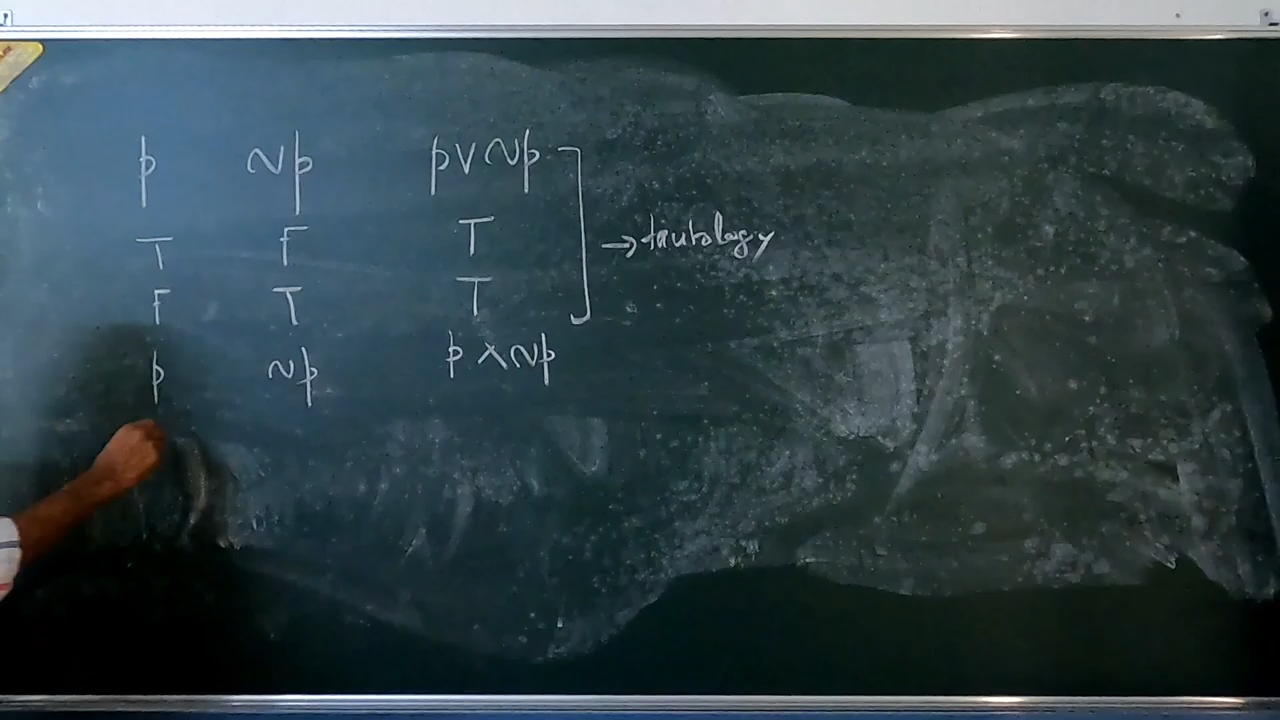 p ~p p∨~p
T F T → tautology
F T T
p ~p p∧~p